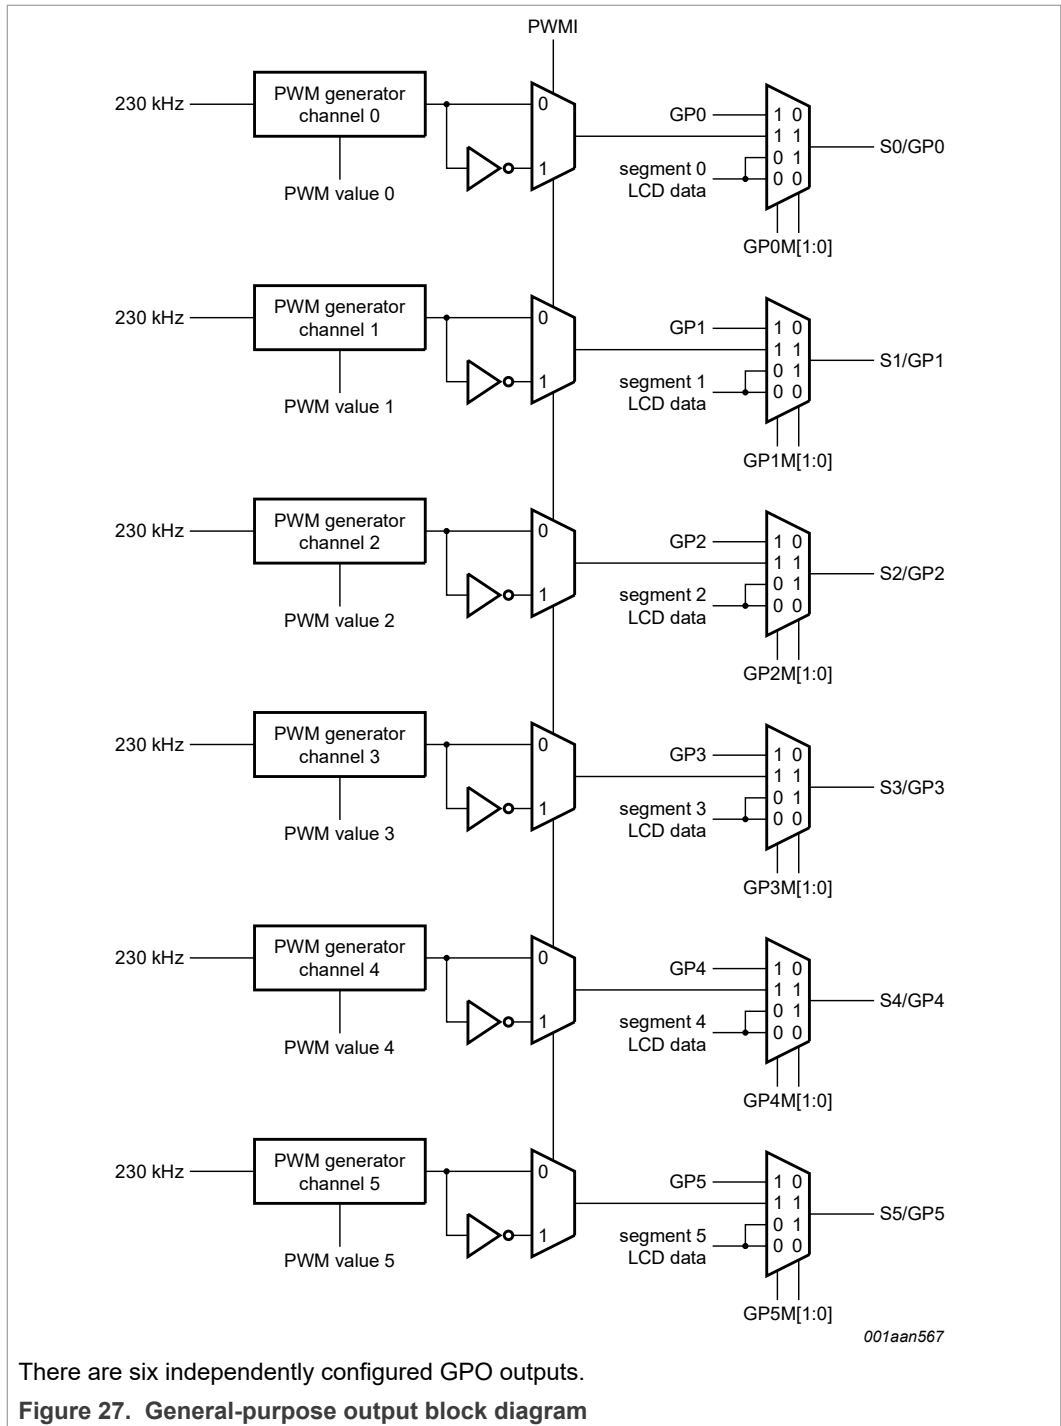 PWMI
230 kHz
PWM generator
channel 0
PWM value 0
0
1
GP0
segment 0
LCD data
1 0
1 1
0 1
0 0
S0/GP0
GP0M[1:0]
230 kHz
PWM generator
channel 1
PWM value 1
0
1
GP1
segment 1
LCD data
1 0
1 1
0 1
0 0
S1/GP1
GP1M[1:0]
230 kHz
PWM generator
channel 2
PWM value 2
0
1
GP2
segment 2
LCD data
1 0
1 1
0 1
0 0
S2/GP2
GP2M[1:0]
230 kHz
PWM generator
channel 3
PWM value 3
0
1
GP3
segment 3
LCD data
1 0
1 1
0 1
0 0
S3/GP3
GP3M[1:0]
230 kHz
PWM generator
channel 4
PWM value 4
0
1
GP4
segment 4
LCD data
1 0
1 1
0 1
0 0
S4/GP4
GP4M[1:0]
230 kHz
PWM generator
channel 5
PWM value 5
0
1
GP5
segment 5
LCD data
1 0
1 1
0 1
0 0
S5/GP5
GP5M[1:0]
001aan567
There are six independently configured GPO outputs.
Figure 27. General-purpose output block diagram